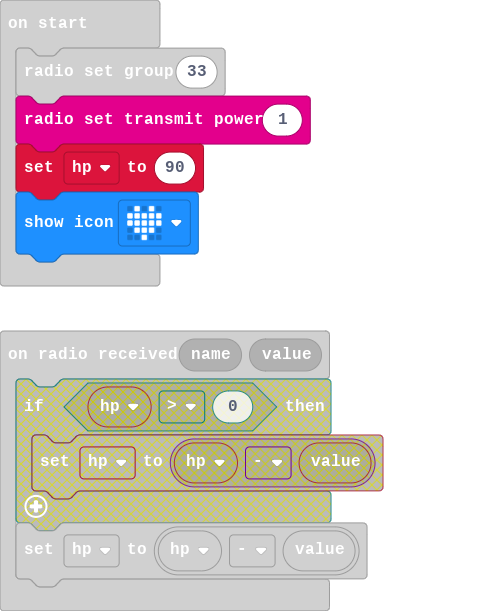 on start
radio set group 33
radio set transmit power 1
set hp to 90
show icon
on radio received name value
if hp > 0 then
set hp to hp - value
set hp to hp - value